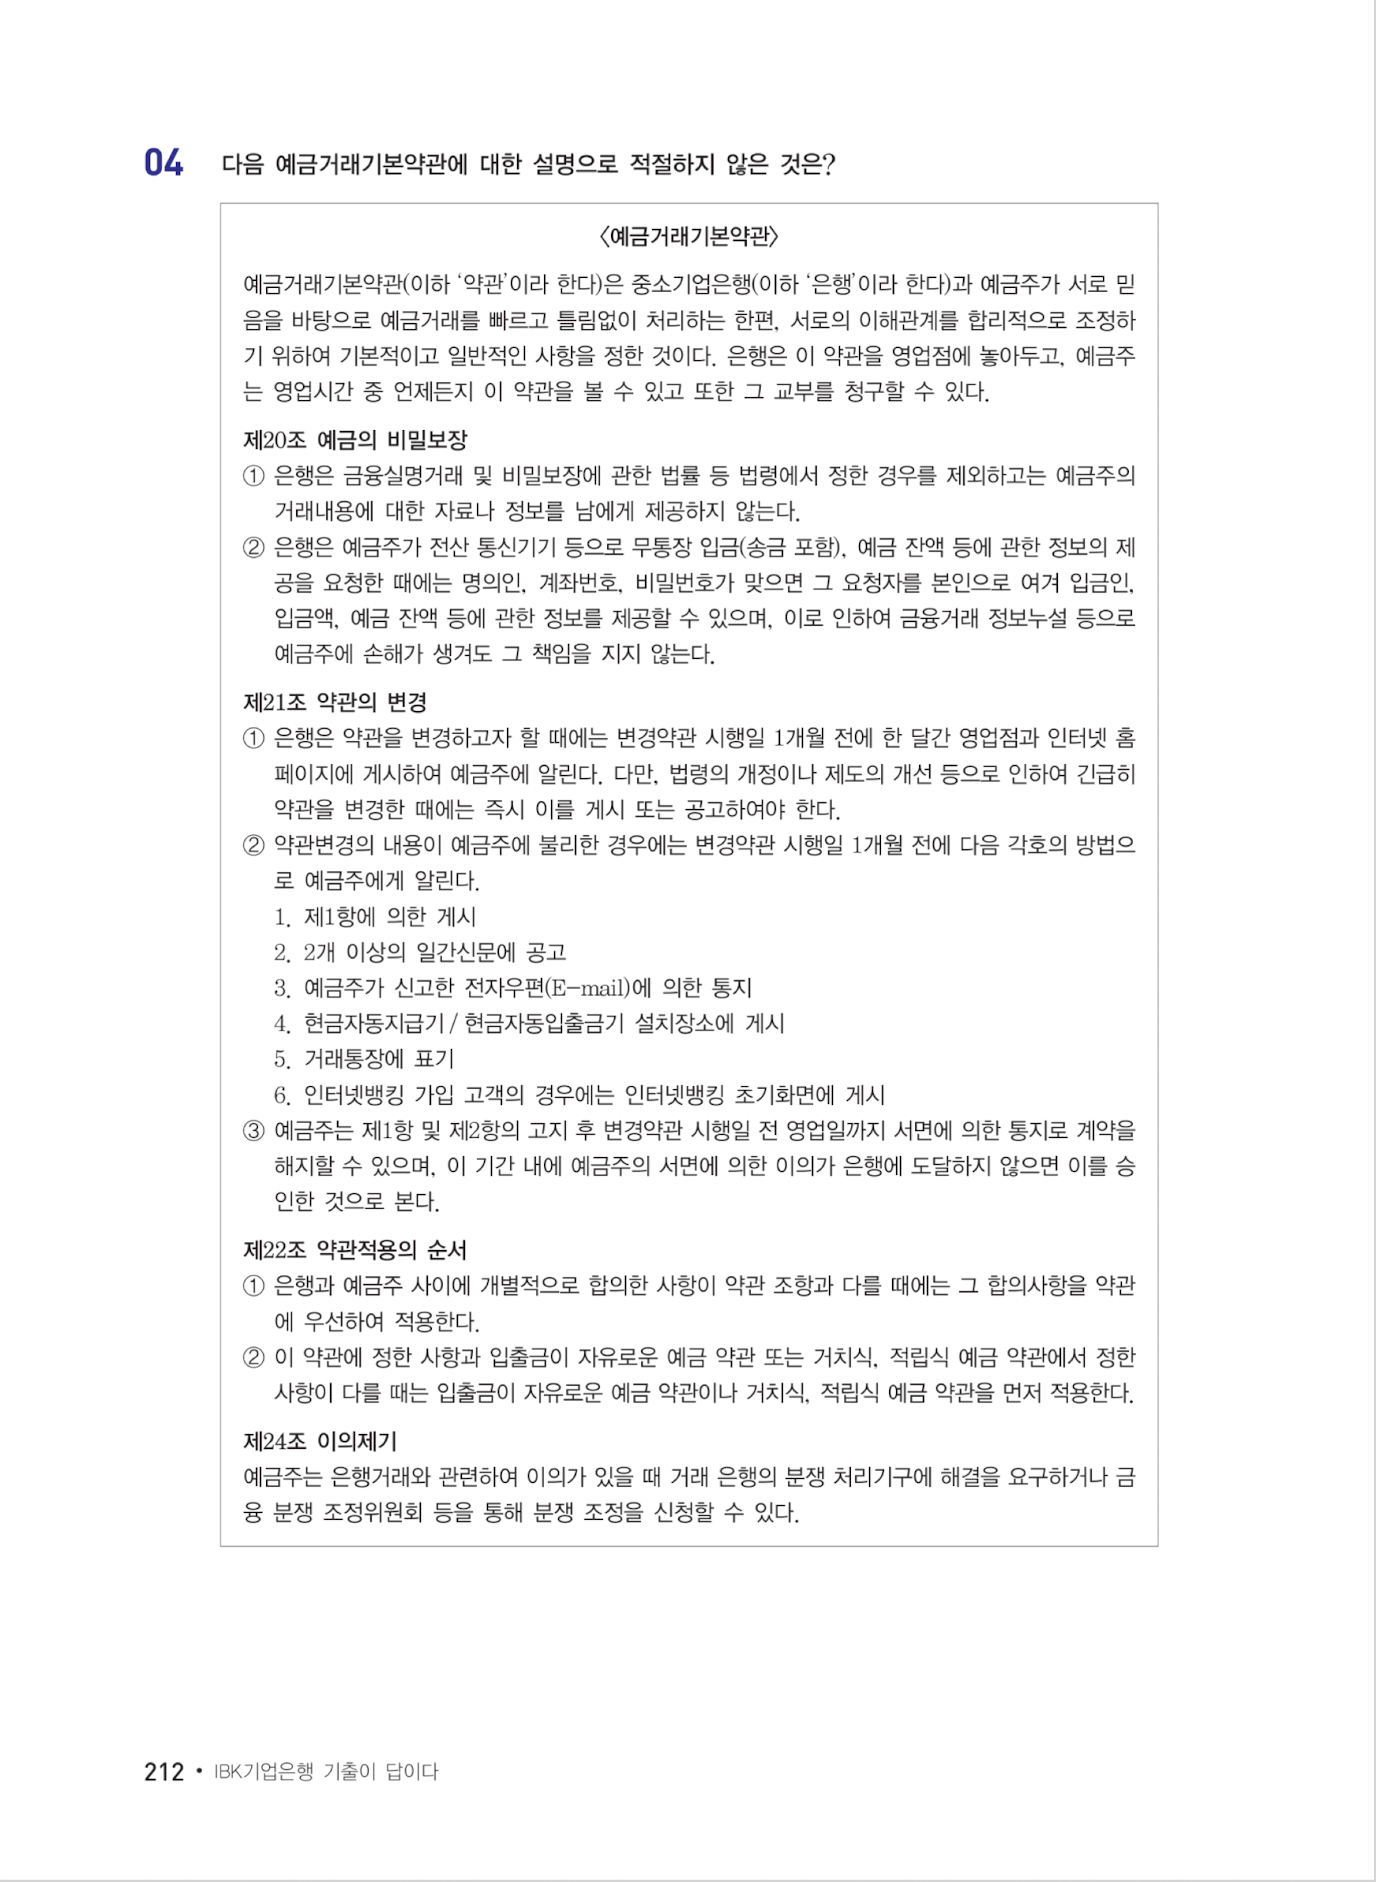 04 다음 예금거래기본약관에 대한 설명으로 적절하지 않은 것은?
〈예금거래기본약관〉
예금거래기본약관(이하 ‘약관’이라 한다)은 중소기업은행(이하 ‘은행’이라 한다)과 예금주가 서로 믿
음을 바탕으로 예금거래를 빠르고 틀림없이 처리하는 한편, 서로의 이해관계를 합리적으로 조정하
기 위하여 기본적이고 일반적인 사항을 정한 것이다. 은행은 이 약관을 영업점에 놓아두고, 예금주
는 영업시간 중 언제든지 이 약관을 볼 수 있고 또한 그 교부를 청구할 수 있다.
제20조 예금의 비밀보장
① 은행은 금융실명거래 및 비밀보장에 관한 법률 등 법령에서 정한 경우를 제외하고는 예금주의
거래내용에 대한 자료나 정보를 남에게 제공하지 않는다.
② 은행은 예금주가 전산 통신기기 등으로 무통장 입금(송금 포함), 예금 잔액 등에 관한 정보의 제
공을 요청한 때에는 명의인, 계좌번호, 비밀번호가 맞으면 그 요청자를 본인으로 여겨 입금인,
입금액, 예금 잔액 등에 관한 정보를 제공할 수 있으며, 이로 인하여 금융거래 정보누설 등으로
예금주에 손해가 생겨도 그 책임을 지지 않는다.
제21조 약관의 변경
① 은행은 약관을 변경하고자 할 때에는 변경약관 시행일 1개월 전에 한 달간 영업점과 인터넷 홈
페이지에 게시하여 예금주에 알린다. 다만, 법령의 개정이나 제도의 개선 등으로 인하여 긴급히
약관을 변경한 때에는 즉시 이를 게시 또는 공고하여야 한다.
② 약관변경의 내용이 예금주에 불리한 경우에는 변경약관 시행일 1개월 전에 다음 각호의 방법으
로 예금주에게 알린다.
1. 제1항에 의한 게시
2. 2개 이상의 일간신문에 공고
3. 예금주가 신고한 전자우편(E-mail)에 의한 통지
4. 현금자동지급기 / 현금자동입출금기 설치장소에 게시
5. 거래통장에 표기
6. 인터넷뱅킹 가입 고객의 경우에는 인터넷뱅킹 초기화면에 게시
③ 예금주는 제1항 및 제2항의 고지 후 변경약관 시행일 전 영업일까지 서면에 의한 통지로 계약을
해지할 수 있으며, 이 기간 내에 예금주의 서면에 의한 이의가 은행에 도달하지 않으면 이를 승
인한 것으로 본다.
제22조 약관적용의 순서
① 은행과 예금주 사이에 개별적으로 합의한 사항이 약관 조항과 다를 때에는 그 합의사항을 약관
에 우선하여 적용한다.
② 이 약관에 정한 사항과 입출금이 자유로운 예금 약관 또는 거치식, 적립식 예금 약관에서 정한
사항이 다를 때는 입출금이 자유로운 예금 약관이나 거치식, 적립식 예금 약관을 먼저 적용한다.
제24조 이의제기
예금주는 은행거래와 관련하여 이의가 있을 때 거래 은행의 분쟁 처리기구에 해결을 요구하거나 금
융 분쟁 조정위원회 등을 통해 분쟁 조정을 신청할 수 있다.
212 • IBK기업은행 기출이 답이다